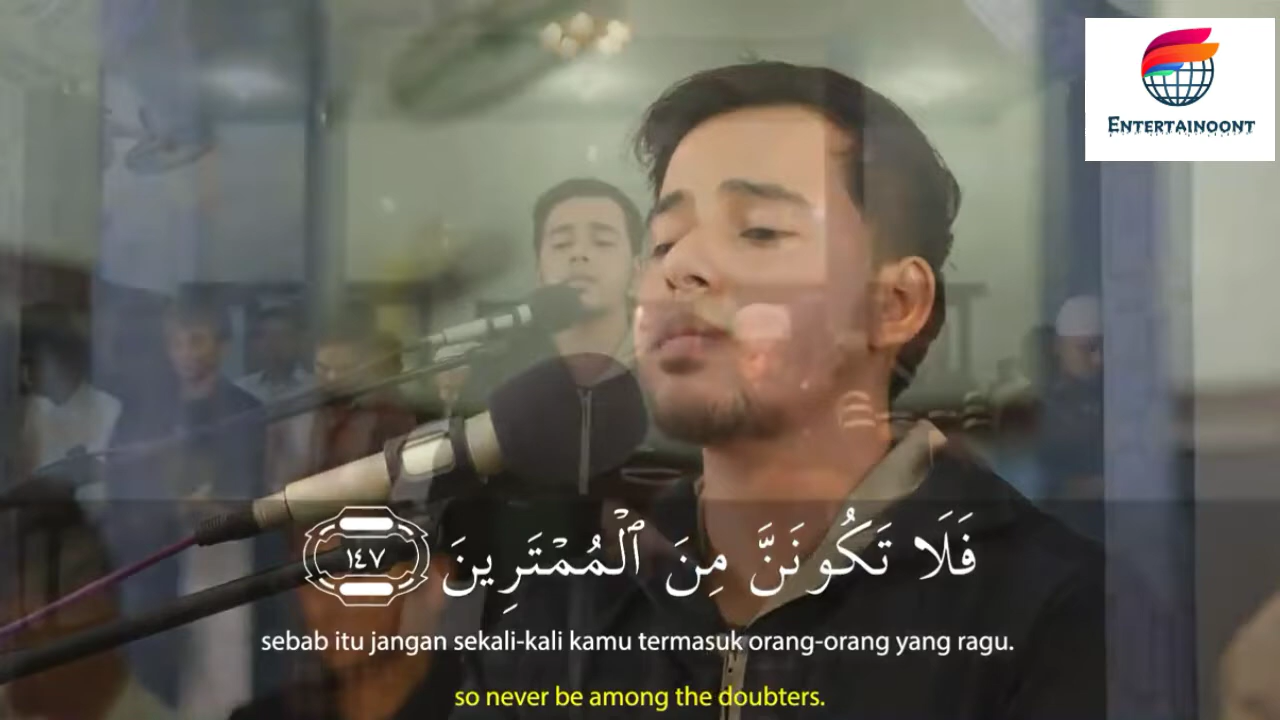 ENTERTAINOONT
فَلَا تَكُونَنَّ مِنَ ٱلْمُمْتَرِينَ ١٤٧
sebab itu jangan sekali-kali kamu termasuk orang-orang yang ragu.
so never be among the doubters.